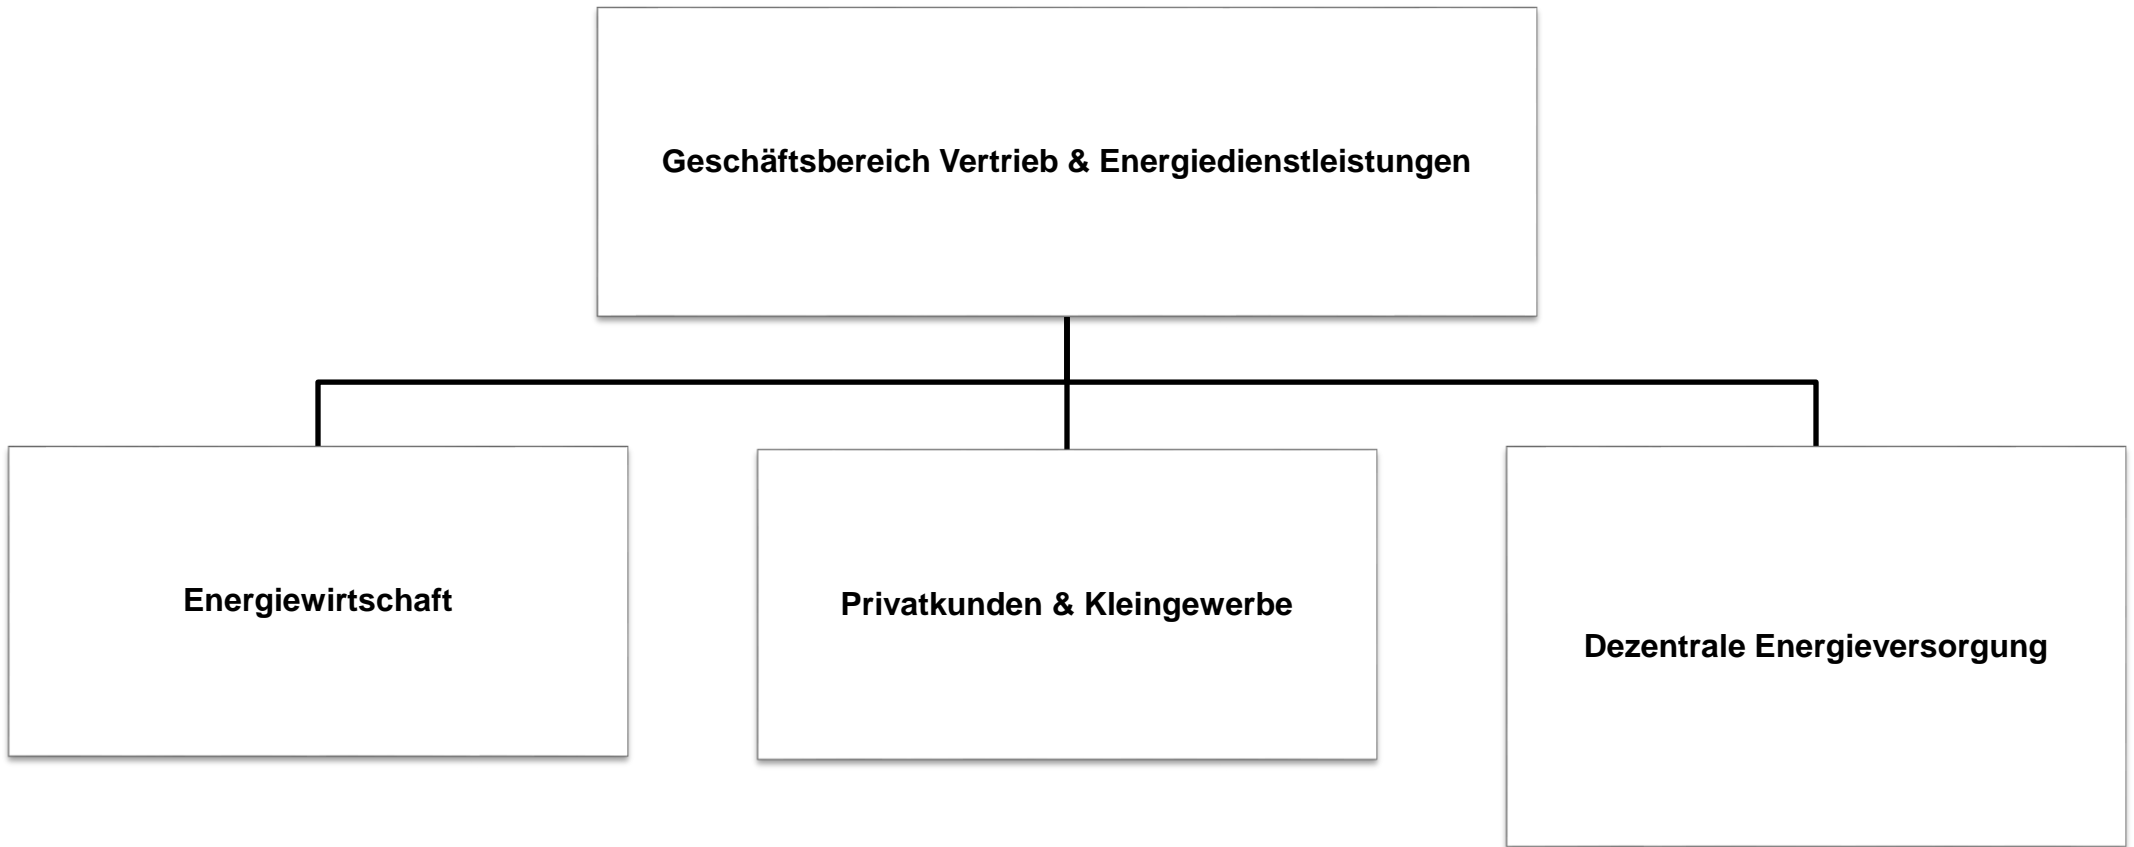 Geschäftsbereich Vertrieb & Energiedienstleistungen
Energiewirtschaft
Privatkunden & Kleingewerbe
Dezentrale Energieversorgung